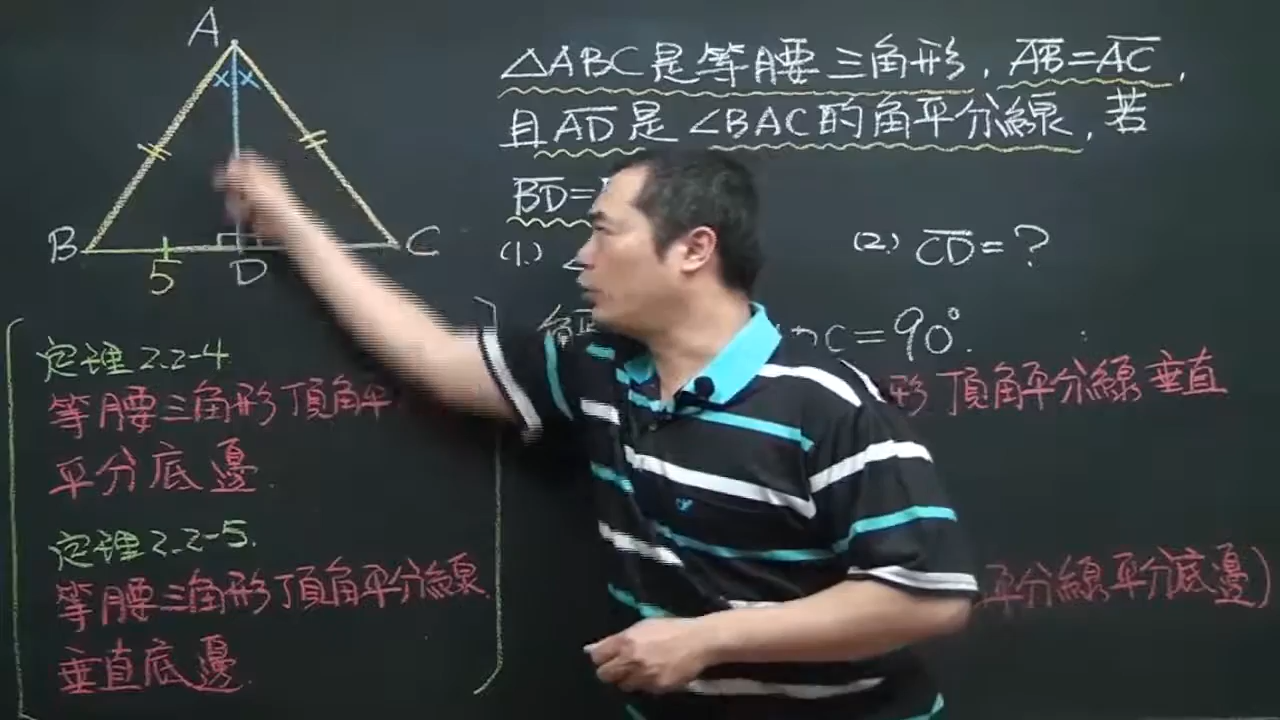 A
B
C
5
D
△ABC是等腰三角形,AB=AC,
且AD是∠BAC的角平分線,若
BD=
(1.)
(2.) CD=?
C=90°.
形頂角平分線垂直
平分線平分底邊)
定理2.2-4
等腰三角形頂角平
平分底邊.
定理2.2-5.
等腰三角形頂角平分線
垂直底邊.